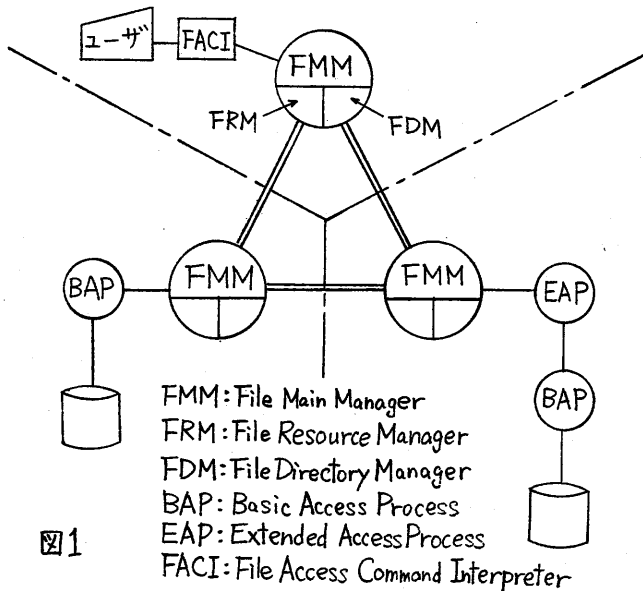 ユーザ
FACI
FMM
FRM
FDM
FMM
FMM
BAP
EAP
BAP
FMM:File Main Manager
FRM:File Resource Manager
FDM:File Directory Manager
BAP:Basic Access Process
EAP:Extended Access Process
FACI:File Access Command Interpreter
図1